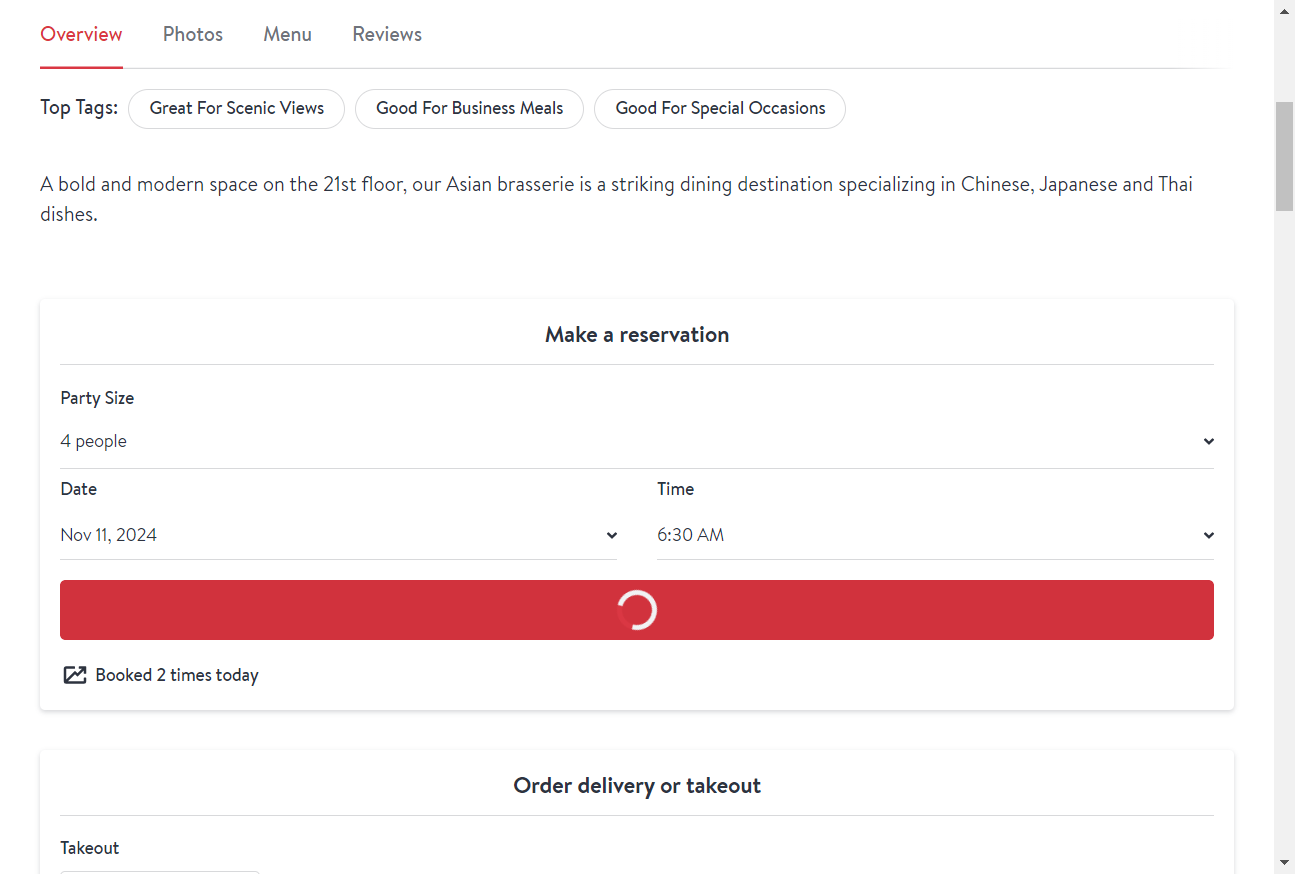 Overview Photos Menu Reviews
Top Tags: Great For Scenic Views Good For Business Meals Good For Special Occasions
A bold and modern space on the 21st floor, our Asian brasserie is a striking dining destination specializing in Chinese, Japanese and Thai
dishes.
Make a reservation
Party Size
4 people
Date Time
Nov 11, 2024 6:30 AM
Booked 2 times today
Order delivery or takeout
Takeout